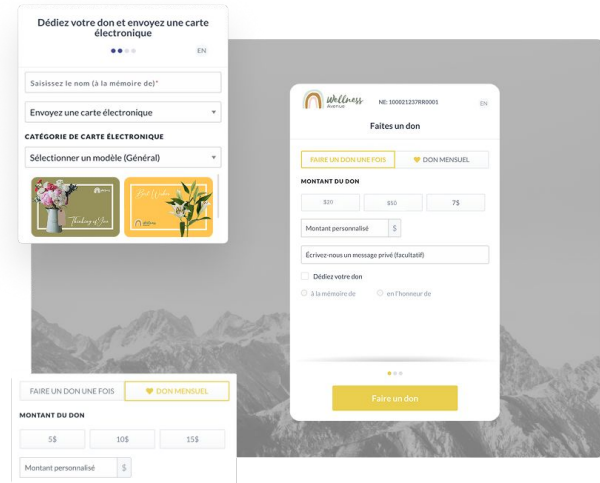 Dédiez votre don et envoyez une carte
électronique
EN
Saisissez le nom (à la mémoire de)*
Envoyez une carte électronique
CATÉGORIE DE CARTE ÉLECTRONIQUE
Sélectionner un modèle (Général)
Thinking of You
Best Wishes
Wellness
Avenue
NE: 100021237RR0001
EN
Faites un don
FAIRE UN DON UNE FOIS
DON MENSUEL
MONTANT DU DON
$20
$50
7$
Montant personnalisé
$
Écrivez-nous un message privé (facultatif)
Dédiez votre don
à la mémoire de
en l'honneur de
Faire un don
FAIRE UN DON UNE FOIS
DON MENSUEL
MONTANT DU DON
5$
10$
15$
Montant personnalisé
$